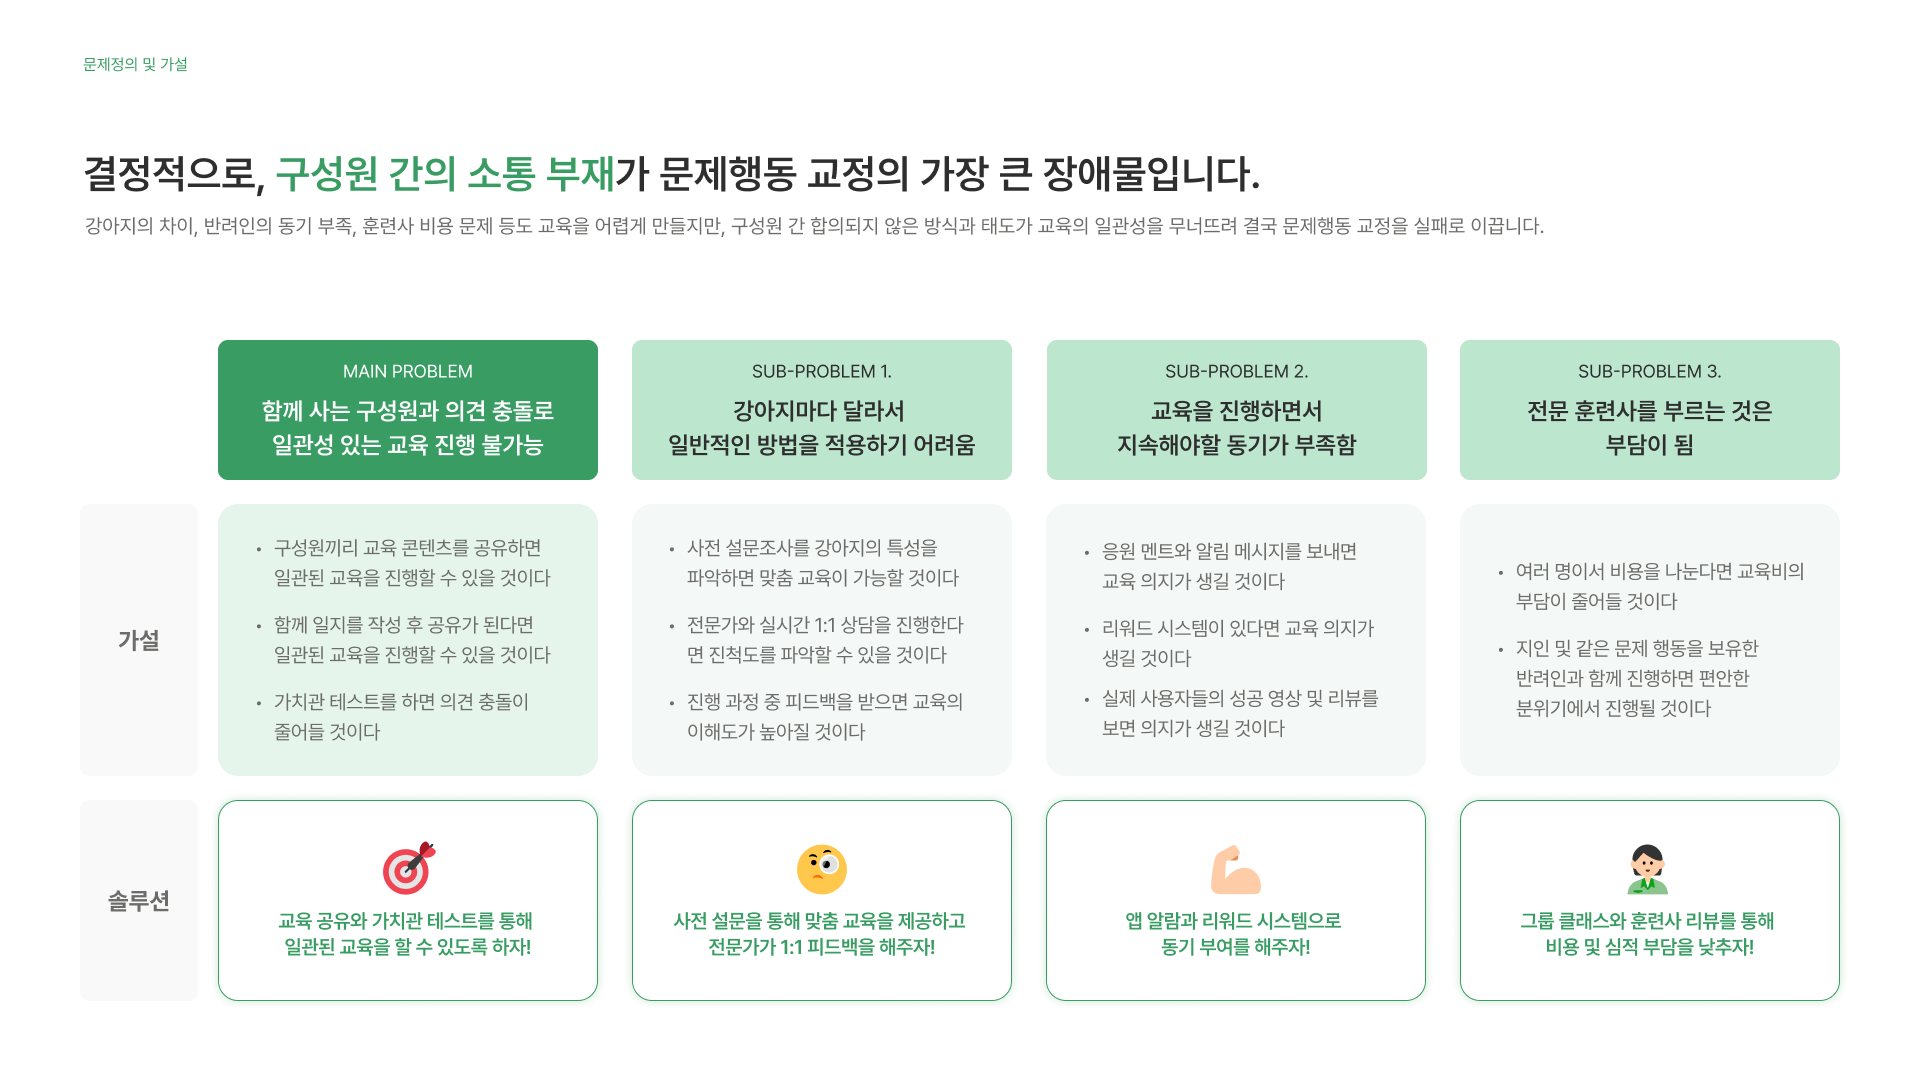 문제정의 및 가설
결정적으로, 구성원 간의 소통 부재가 문제행동 교정의 가장 큰 장애물입니다.
강아지의 차이, 반려인의 동기 부족, 훈련사 비용 문제 등도 교육을 어렵게 만들지만, 구성원 간 합의되지 않은 방식과 태도가 교육의 일관성을 무너뜨려 결국 문제행동 교정을 실패로 이끕니다.
MAIN PROBLEM
함께 사는 구성원과 의견 충돌로
일관성 있는 교육 진행 불가능
SUB-PROBLEM 1.
강아지마다 달라서
일반적인 방법을 적용하기 어려움
SUB-PROBLEM 2.
교육을 진행하면서
지속해야할 동기가 부족함
SUB-PROBLEM 3.
전문 훈련사를 부르는 것은
부담이 됨
가설
• 구성원끼리 교육 콘텐츠를 공유하면
일관된 교육을 진행할 수 있을 것이다
• 함께 일지를 작성 후 공유가 된다면
일관된 교육을 진행할 수 있을 것이다
• 가치관 테스트를 하면 의견 충돌이
줄어들 것이다
• 사전 설문조사를 강아지의 특성을
파악하면 맞춤 교육이 가능할 것이다
• 전문가와 실시간 1:1 상담을 진행한다
면 진척도를 파악할 수 있을 것이다
• 진행 과정 중 피드백을 받으면 교육의
이해도가 높아질 것이다
• 응원 멘트와 알림 메시지를 보내면
교육 의지가 생길 것이다
• 리워드 시스템이 있다면 교육 의지가
생길 것이다
• 실제 사용자들의 성공 영상 및 리뷰를
보면 의지가 생길 것이다
• 여러 명이서 비용을 나눈다면 교육비의
부담이 줄어들 것이다
• 지인 및 같은 문제 행동을 보유한
반려인과 함께 진행하면 편안한
분위기에서 진행될 것이다
솔루션
교육 공유와 가치관 테스트를 통해
일관된 교육을 할 수 있도록 하자!
사전 설문을 통해 맞춤 교육을 제공하고
전문가가 1:1 피드백을 해주자!
앱 알람과 리워드 시스템으로
동기 부여를 해주자!
그룹 클래스와 훈련사 리뷰를 통해
비용 및 심적 부담을 낮추자!